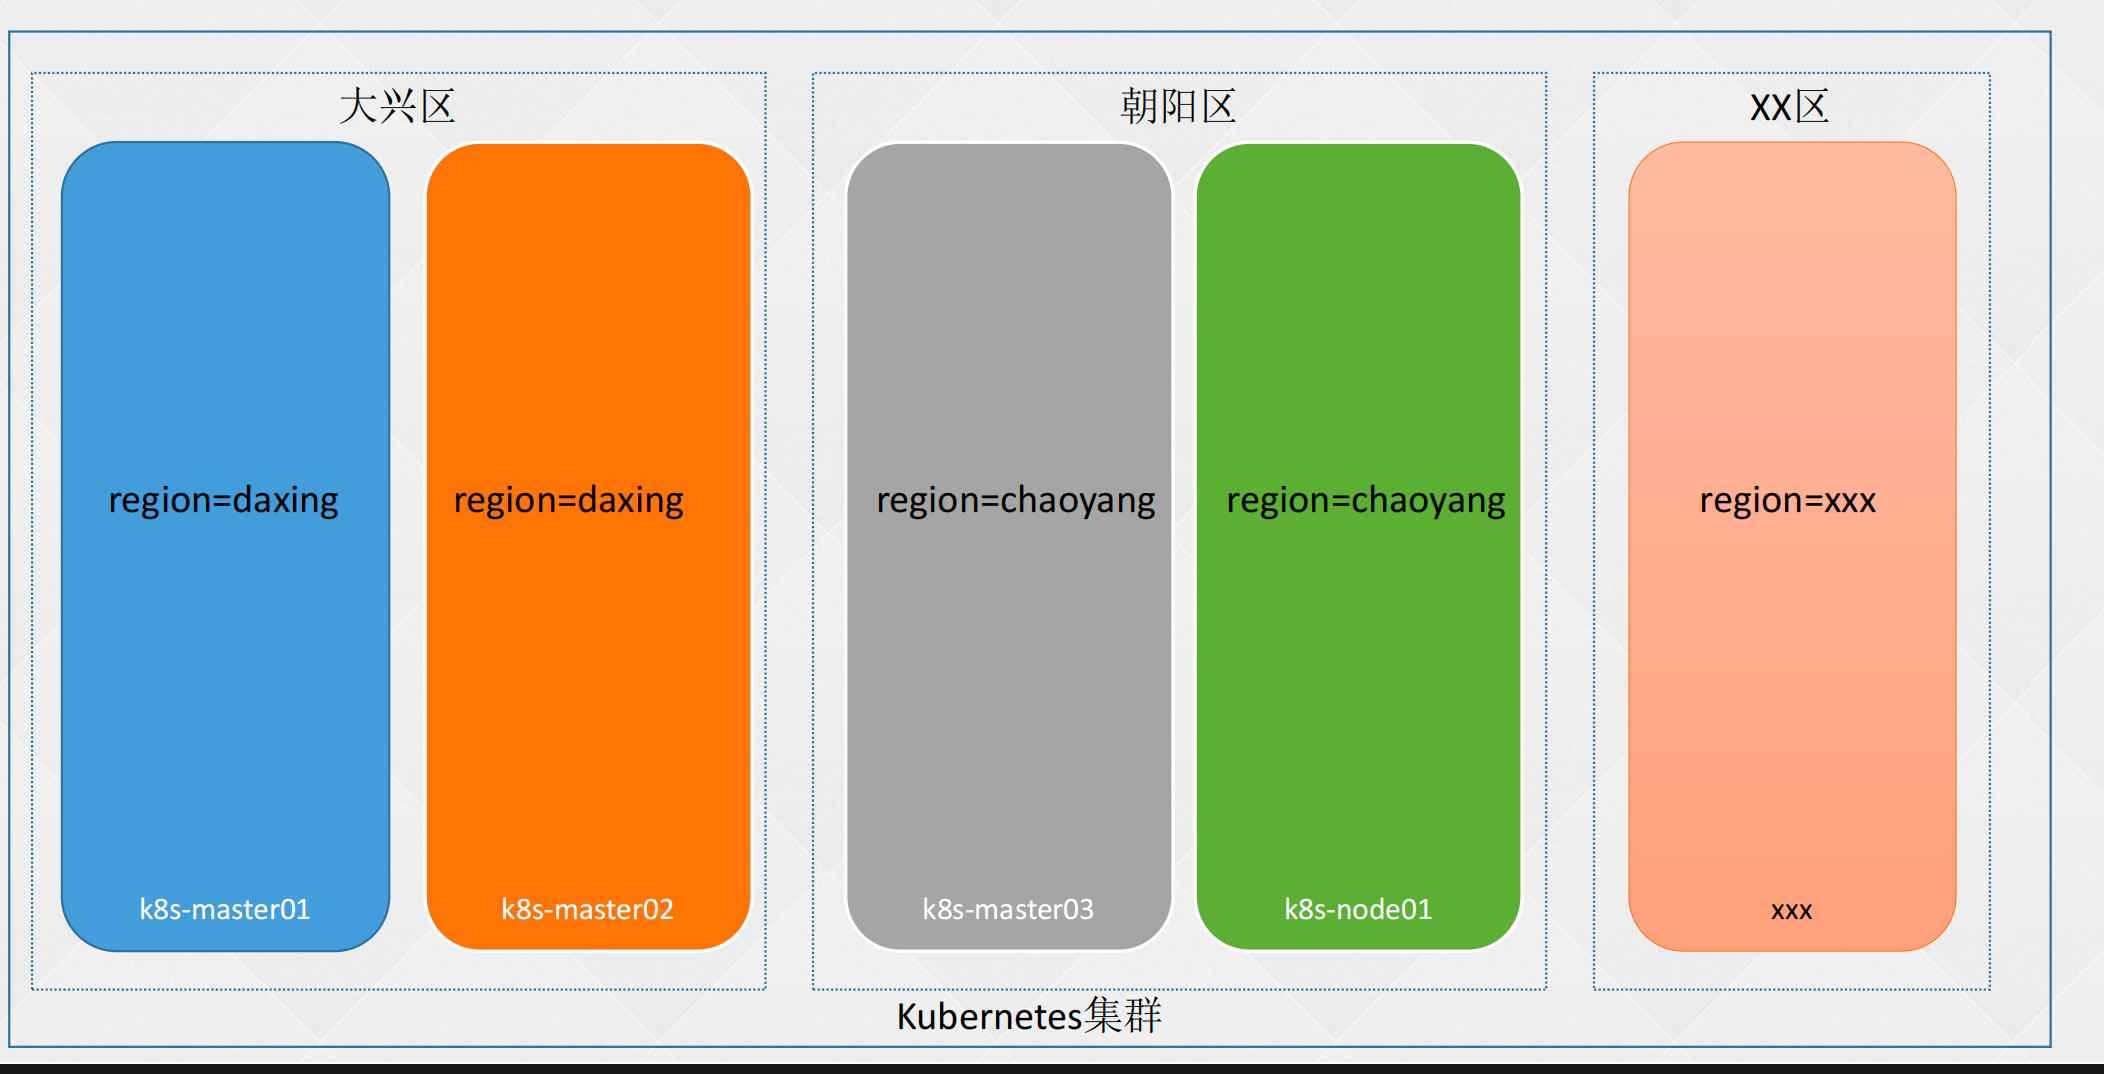 大兴区
朝阳区
XX区
region=daxing
region=daxing
region=chaoyang
region=chaoyang
region=xxx
k8s-master01
k8s-master02
k8s-master03
k8s-node01
xxx
Kubernetes集群